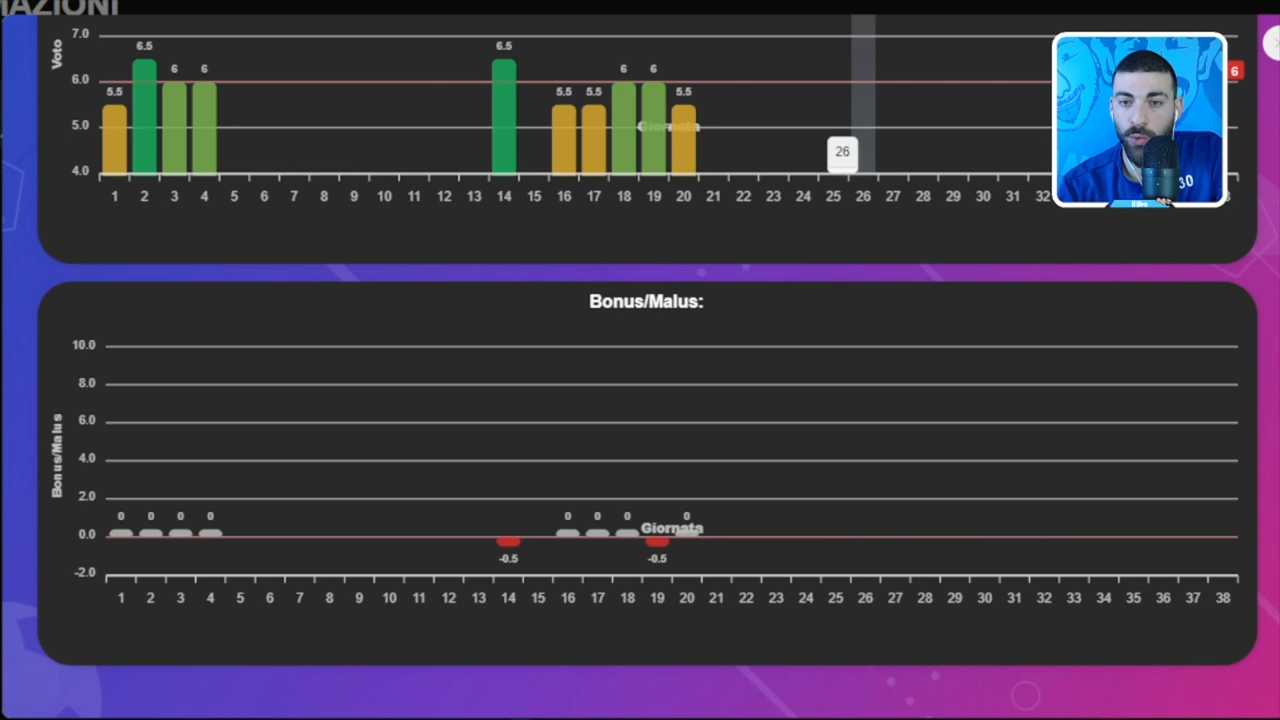 MAZIONI
7.0
6.5 6.5
Voto
6 6 6 6
6.0
6
5.5 5.5 5.5 5.5
5.0
Giornata
26
4.0
1 2 3 4 5 6 7 8 9 10 11 12 13 14 15 16 17 18 19 20 21 22 23 24 25 26 27 28 29 30 31 32
30
Bonus/Malus:
10.0
8.0
6.0
4.0
Bonus/Malus
2.0
0 0 0 0 0 0 0 0
Giornata
0.0
-0.5 -0.5
-2.0
1 2 3 4 5 6 7 8 9 10 11 12 13 14 15 16 17 18 19 20 21 22 23 24 25 26 27 28 29 30 31 32 33 34 35 36 37 38